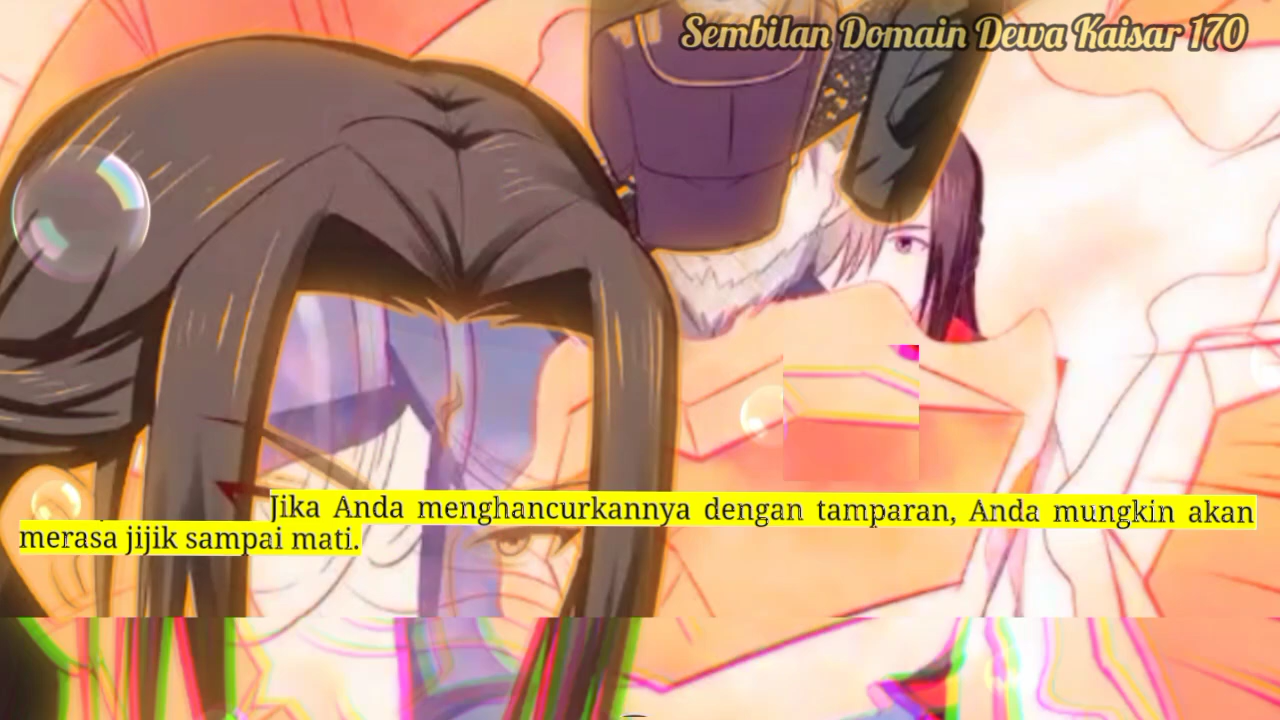 Sembilan Domain Dewa Kaisar 170
Jika Anda menghancurkannya dengan tamparan, Anda mungkin akan
merasa jijik sampai mati.